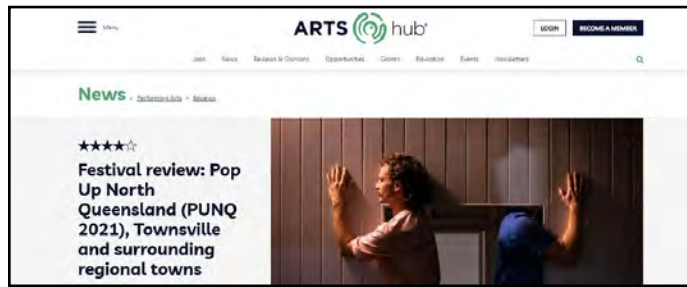 Menu
ARTS hub
LOGIN
BECOME A MEMBER
Jobs News Reviews & Opinions Opportunities Grants Education Events Newsletters
News Performing Arts Reviews
★★★★☆
Festival review: Pop
Up North
Queensland (PUNQ
2021), Townsville
and surrounding
regional towns